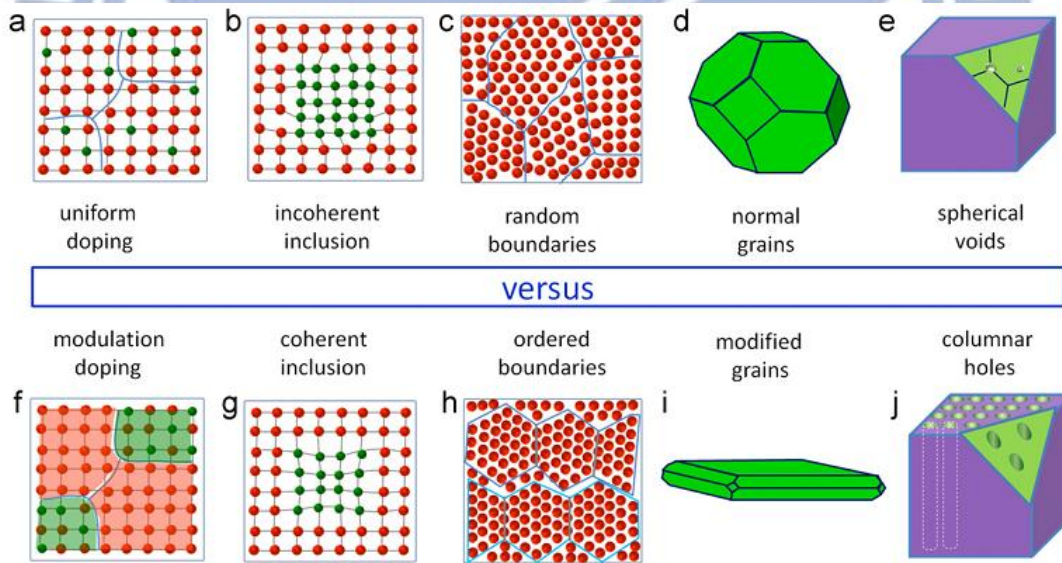 a b c d e
uniform doping
incoherent inclusion
random boundaries
normal grains
spherical voids
versus
modulation doping
coherent inclusion
ordered boundaries
modified grains
columnar holes
f g h i j